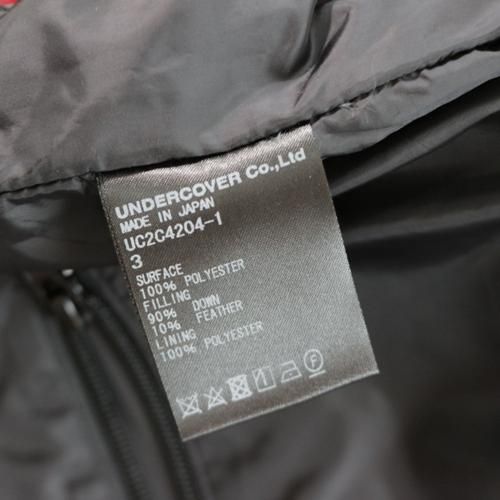 UNDERCOVER Co.,Ltd
MADE IN JAPAN
UC2C4204-1
3
SURFACE
100% POLYESTER
FILLING
90% DOWN
10% FEATHER
LINING
100% POLYESTER